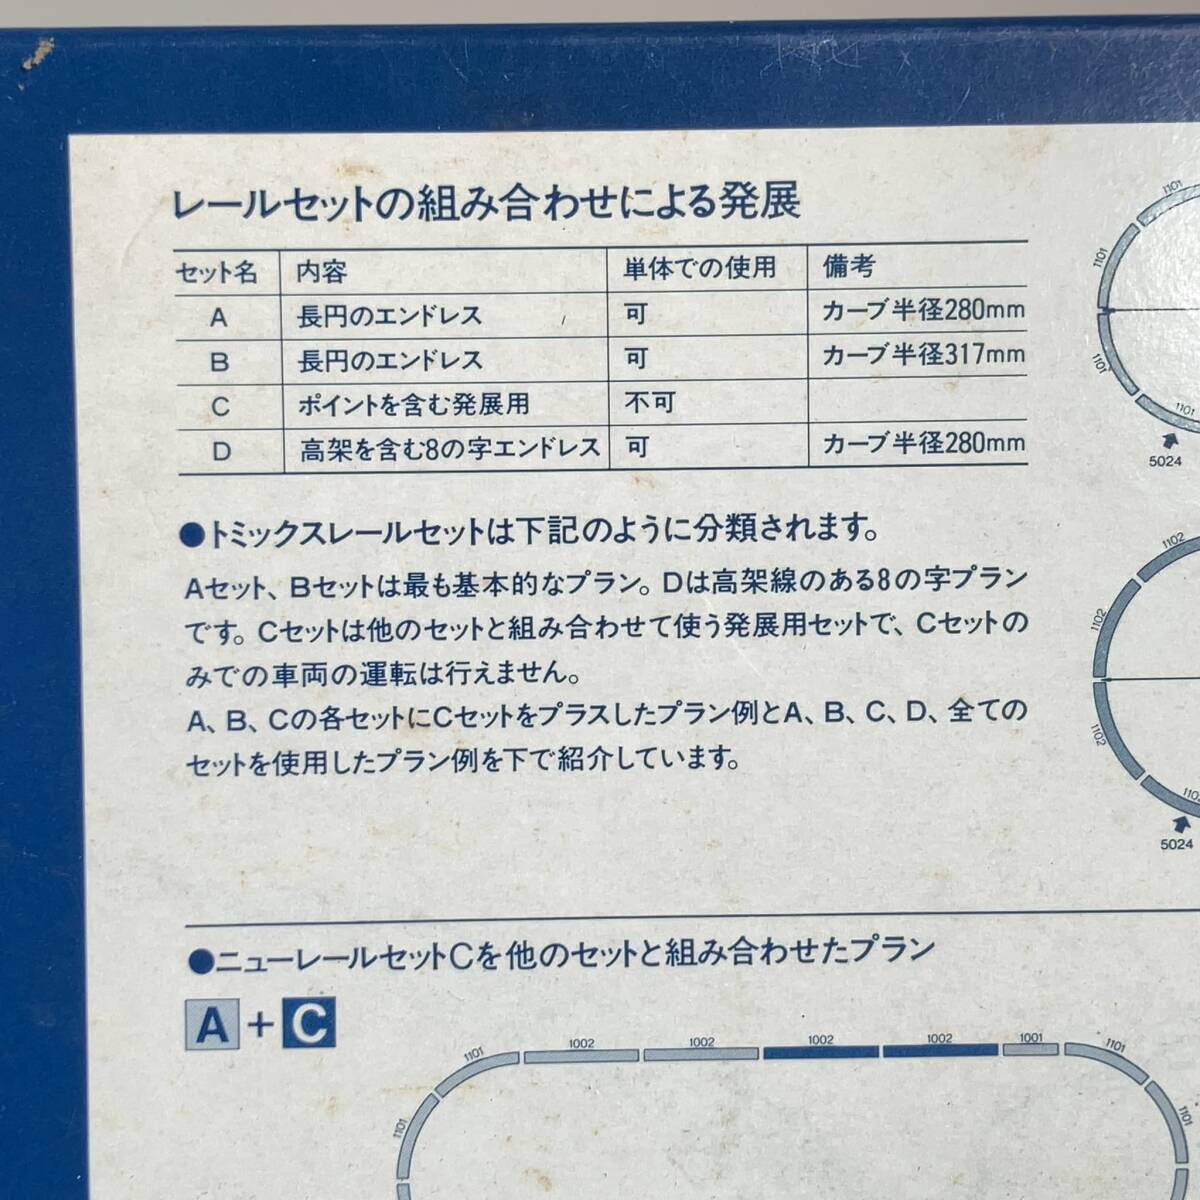 レールセットの組み合わせによる発展
セット名 内容 単体での使用 備考
A 長円のエンドレス 可 カーブ半径280mm
B 長円のエンドレス 可 カーブ半径317mm
C ポイントを含む発展用 不可
D 高架を含む8の字エンドレス 可 カーブ半径280mm
●トミックスレールセットは下記のように分類されます。
Aセット、Bセットは最も基本的なプラン。Dは高架線のある8の字プラン
です。Cセットは他のセットと組み合わせて使う発展用セットで、Cセットの
みでの車両の運転は行えません。
A、B、Cの各セットにCセットをプラスしたプラン例とA、B、C、D、全ての
セットを使用したプラン例を下で紹介しています。
1101
1101
1101
1101
5024
1102
1102
1102
1102
5024
●ニューレールセットCを他のセットと組み合わせたプラン
A+C
1101 1002 1002 1002 1002 1001 1101
1101 1101